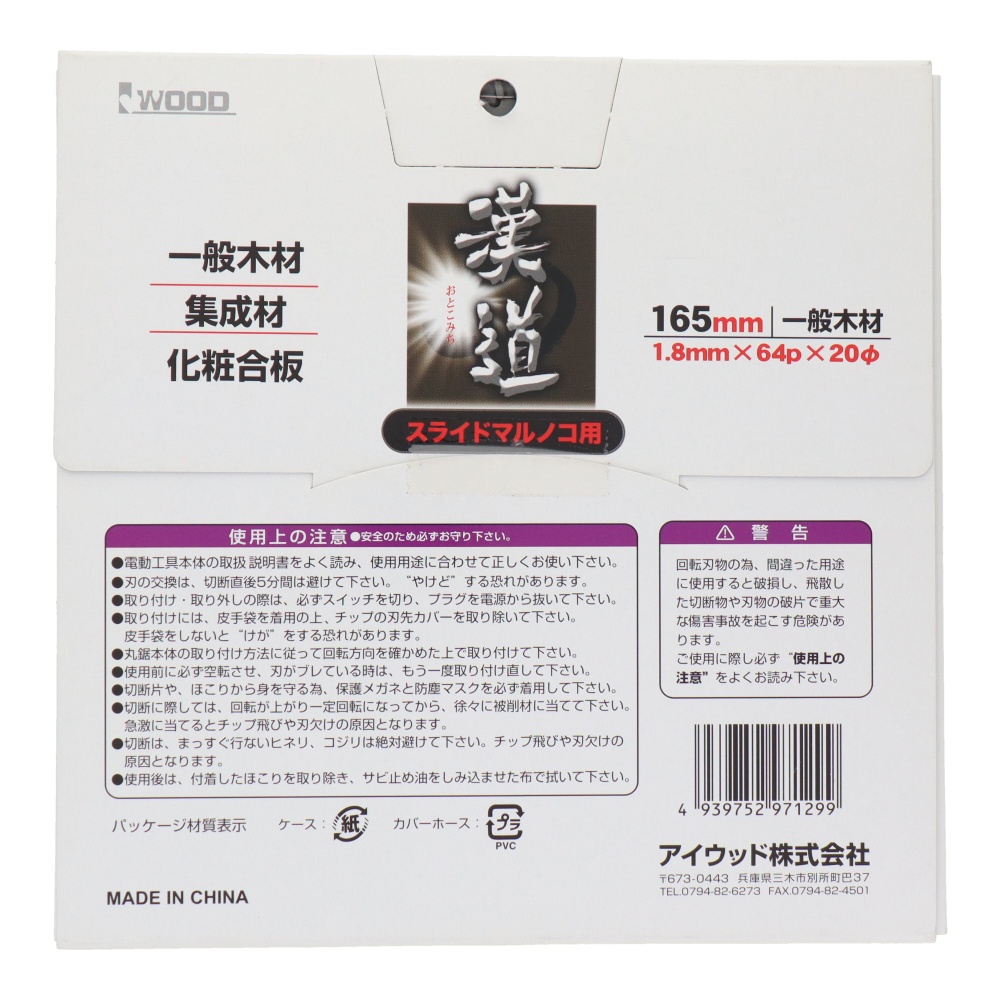 WOOD
一般木材
集成材
化粧合板
漢道
おとこみち
スライドマルノコ用
165mm 一般木材
1.8mm×64p×20φ
使用上の注意 ●安全のため必ずお守り下さい。
●電動工具本体の取扱説明書をよく読み、使用用途に合わせて正しくお使い下さい。
●刃の交換は、切断直後5分間は避けて下さい。“やけど”する恐れがあります。
●取り付け・取り外しの際は、必ずスイッチを切り、プラグを電源から抜いて下さい。
●取り付けには、皮手袋を着用の上、チップの刃先カバーを取り除いて下さい。
皮手袋をしないと“けが”をする恐れがあります。
●丸鋸本体の取り付け方法に従って回転方向を確かめた上で取り付けて下さい。
●使用前に必ず空転させ、刃がブレている時は、もう一度取り付け直して下さい。
●切断片や、ほこりから身を守る為、保護メガネと防塵マスクを必ず着用して下さい。
●切断に際しては、回転が上がり一定回転になってから、徐々に被削材に当てて下さい。
急激に当てるとチップ飛びや刃欠けの原因となります。
●切断は、まっすぐ行ないヒネリ、コジリは絶対避けて下さい。チップ飛びや刃欠けの
原因となります。
●使用後は、付着したほこりを取り除き、サビ止め油をしみ込ませた布で拭いて下さい。
⚠ 警告
回転刃物の為、間違った用途
に使用すると破損し、飛散し
た切断物や刃物の破片で重大
な傷害事故を起こす危険があ
ります。
ご使用に際し必ず“使用上の
注意”をよくお読み下さい。
パッケージ材質表示 ケース: 紙 カバーホース: プラ
PVC
4 939752 971299
アイウッド株式会社
〒673-0443 兵庫県三木市別所町巴37
TEL.0794-82-6273 FAX.0794-82-4501
MADE IN CHINA